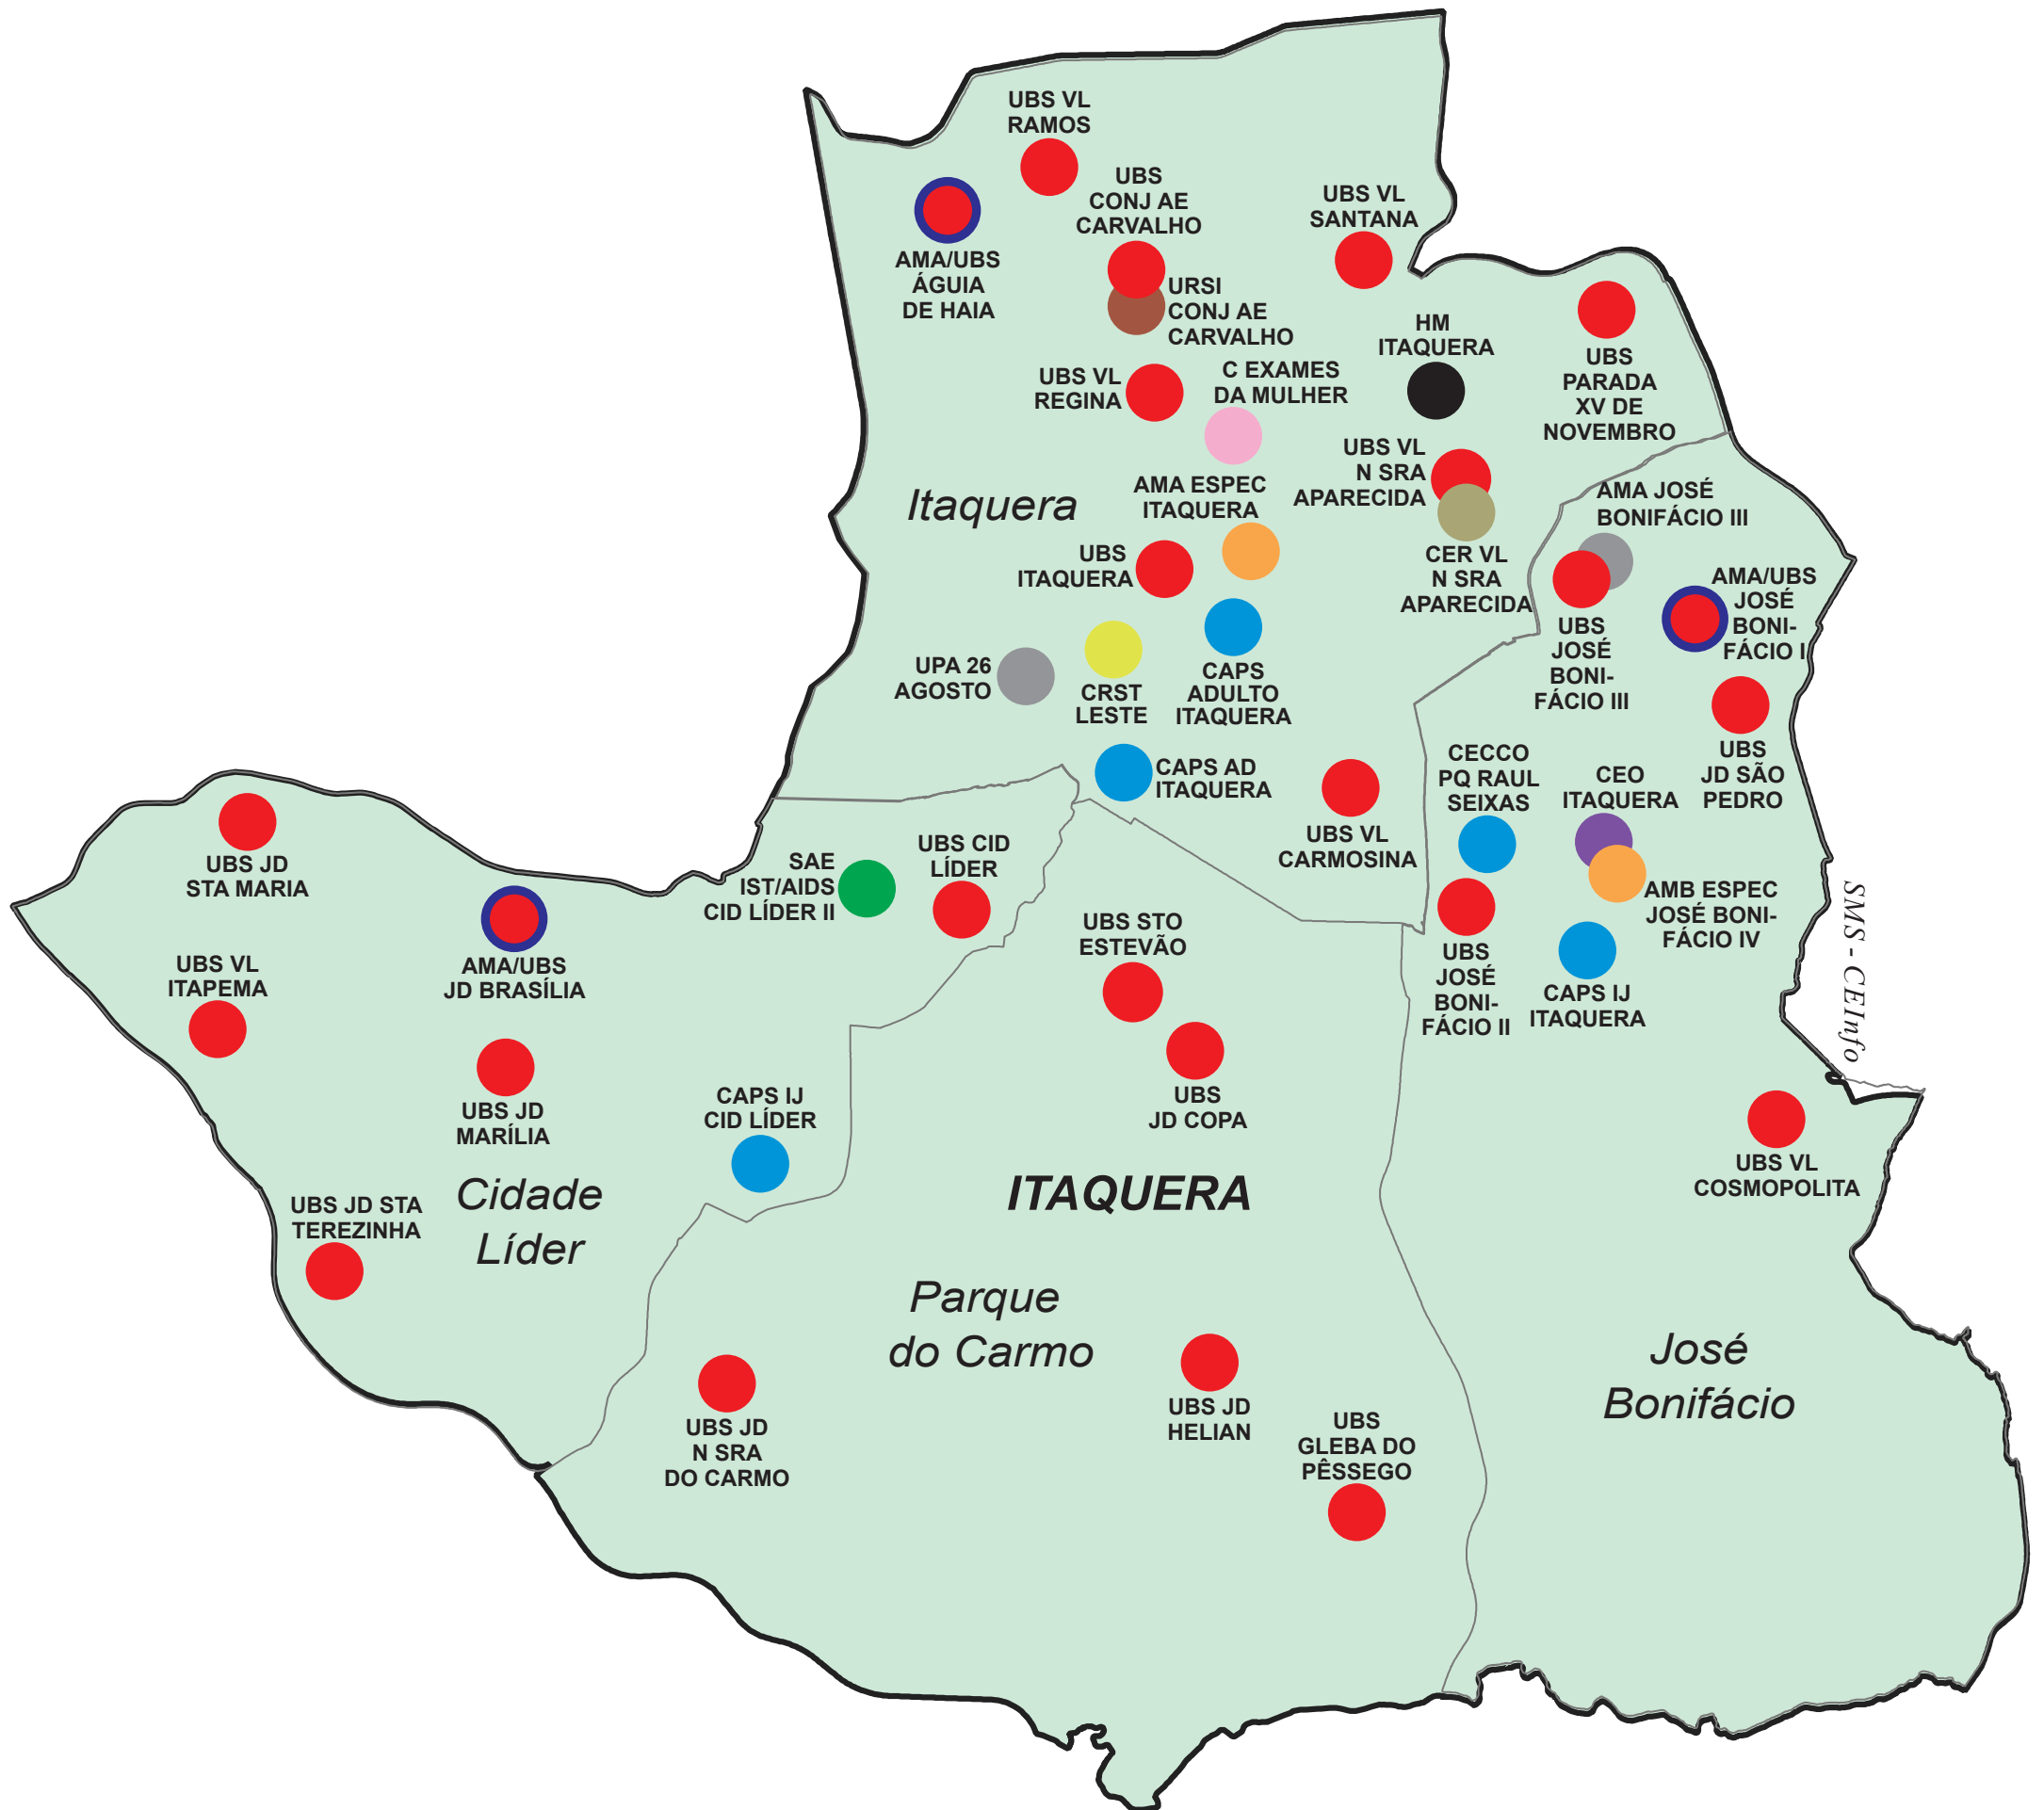 UBS VL
RAMOS
UBS
CONJ AE
CARVALHO
UBS VL
SANTANA
AMA/UBS
ÁGUIA
DE HAIA
URSI
CONJ AE
CARVALHO
HM
ITAQUERA
UBS
PARADA
XV DE
NOVEMBRO
UBS VL
REGINA
C EXAMES
DA MULHER
UBS VL
N SRA
APARECIDA
Itaquera
AMA ESPEC
ITAQUERA
AMA JOSÉ
BONIFÁCIO III
UBS
ITAQUERA
CER VL
N SRA
APARECIDA
AMA/UBS
JOSÉ
BONI-
FÁCIO I
UBS
JOSÉ
BONI-
FÁCIO III
UPA 26
AGOSTO
CRST
LESTE
CAPS
ADULTO
ITAQUERA
UBS
JD SÃO
PEDRO
CAPS AD
ITAQUERA
CECCO
PQ RAUL
SEIXAS
CEO
ITAQUERA
UBS VL
CARMOSINA
UBS JD
STA MARIA
SAE
IST/AIDS
CID LÍDER II
UBS CID
LÍDER
AMB ESPEC
JOSÉ BONI-
FÁCIO IV
SMS - CEInfo
UBS STO
ESTEVÃO
UBS
JOSÉ
BONI-
FÁCIO II
CAPS IJ
ITAQUERA
UBS VL
ITAPEMA
AMA/UBS
JD BRASÍLIA
UBS JD
MARÍLIA
CAPS IJ
CID LÍDER
UBS
JD COPA
UBS VL
COSMOPOLITA
UBS JD STA
TEREZINHA
Cidade
Líder
ITAQUERA
Parque
do Carmo
José
Bonifácio
UBS JD
N SRA
DO CARMO
UBS JD
HELIAN
UBS
GLEBA DO
PÊSSEGO